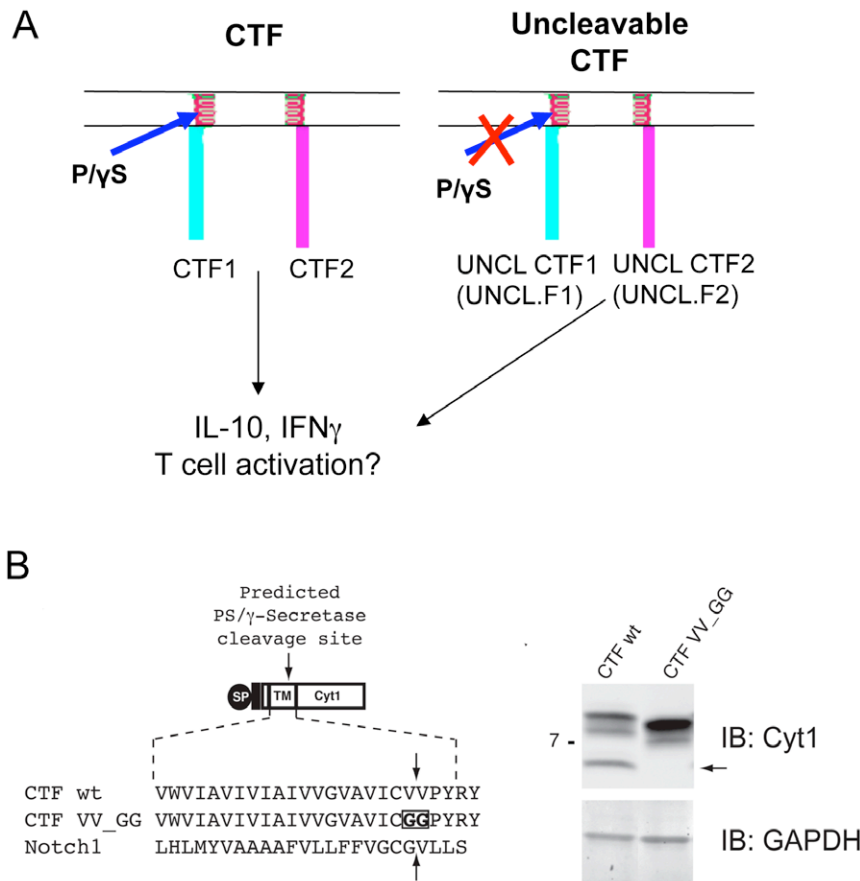 A
CTF
Uncleavable
CTF
P/γS
P/γS
CTF1
CTF2
UNCL CTF1
(UNCL.F1)
UNCL CTF2
(UNCL.F2)
IL-10, IFNγ
T cell activation?
B
Predicted
PS/γ-Secretase
cleavage site
SP
TM
Cyt1
CTF wt VWVIAVIVIAIVVGVAVICVVPYRY
CTF VV_GG VWVIAVIVIAIVVGVAVICGGPYRY
Notch1 LHLMYVAAAAFVLLFFVGCGVLLS
CTF wt
CTF VV_GG
7 -
IB: Cyt1
IB: GAPDH